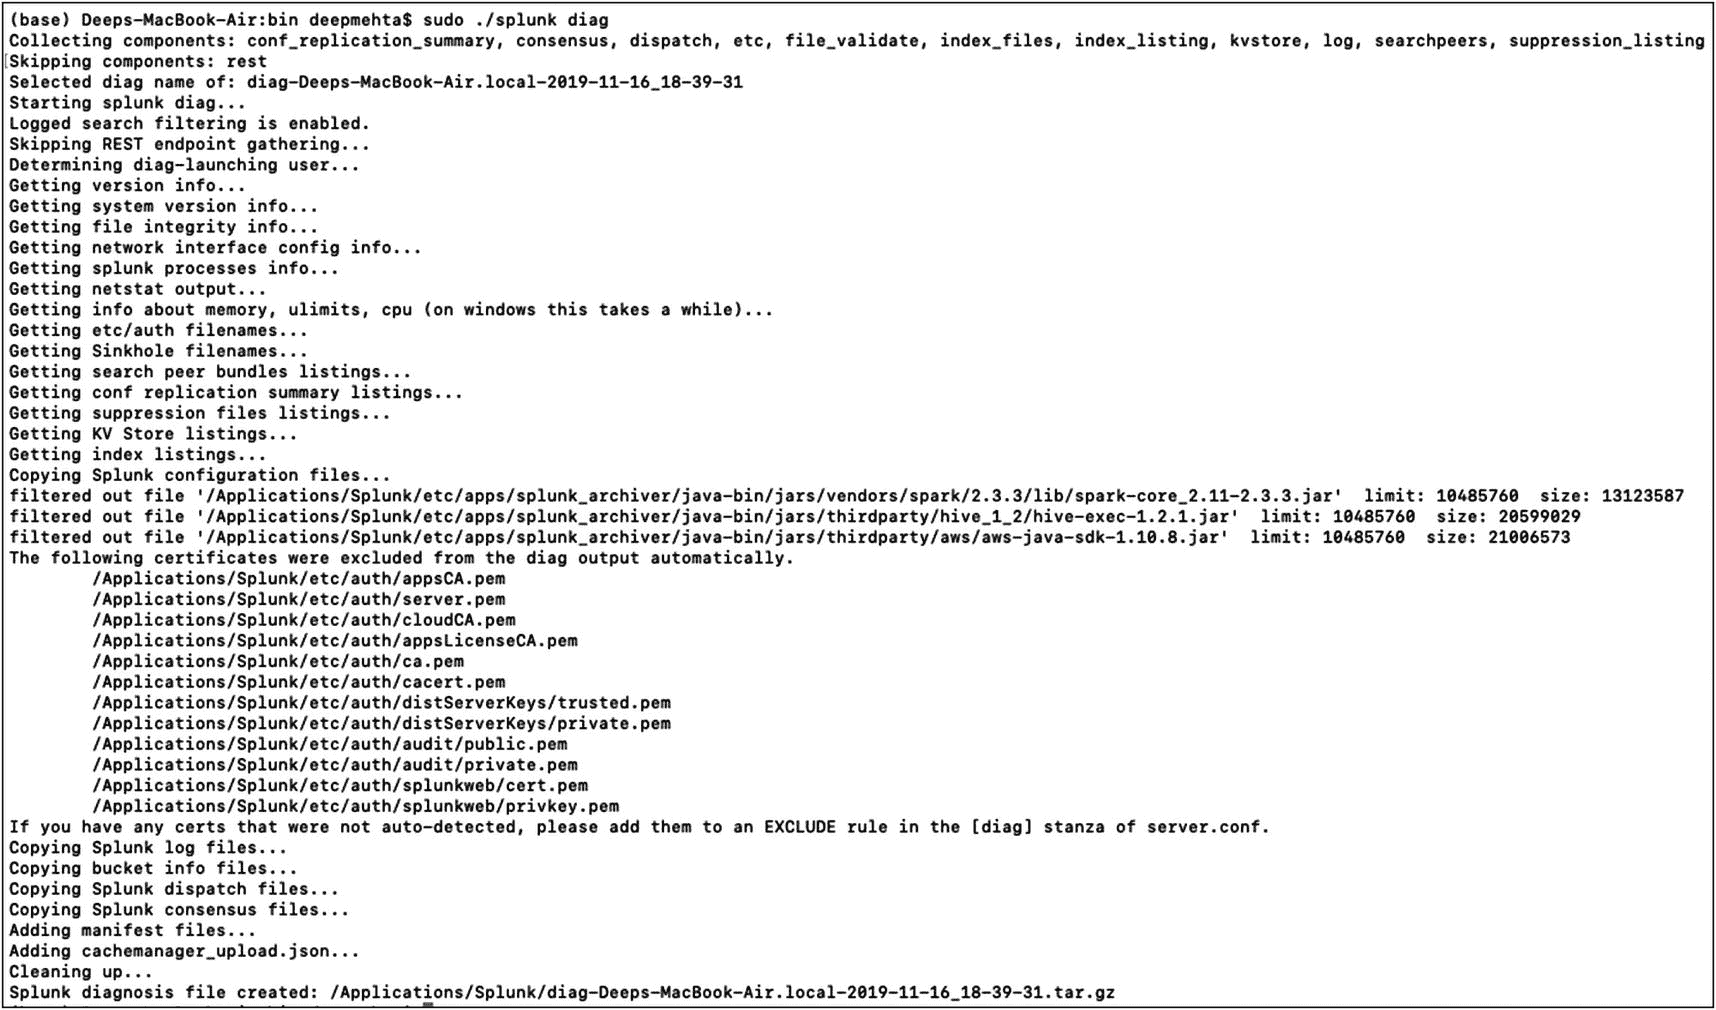 (base) Deeps-MacBook-Air:bin deepmehta$ sudo ./splunk diag
Collecting components: conf_replication_summary, consensus, dispatch, etc, file_validate, index_files, index_listing, kvstore, log, searchpeers, suppression_listing
Skipping components: rest
Selected diag name of: diag-Deeps-MacBook-Air.local-2019-11-16_18-39-31
Starting splunk diag...
Logged search filtering is enabled.
Skipping REST endpoint gathering...
Determining diag-launching user...
Getting version info...
Getting system version info...
Getting file integrity info...
Getting network interface config info...
Getting splunk processes info...
Getting netstat output...
Getting info about memory, ulimits, cpu (on windows this takes a while)...
Getting etc/auth filenames...
Getting Sinkhole filenames...
Getting search peer bundles listings...
Getting conf replication summary listings...
Getting suppression files listings...
Getting KV Store listings...
Getting index listings...
Copying Splunk configuration files...
filtered out file '/Applications/Splunk/etc/apps/splunk_archiver/java-bin/jars/vendors/spark/2.3.3/lib/spark-core_2.11-2.3.3.jar'  limit: 10485760  size: 13123587
filtered out file '/Applications/Splunk/etc/apps/splunk_archiver/java-bin/jars/thirdparty/hive_1_2/hive-exec-1.2.1.jar'  limit: 10485760  size: 20599029
filtered out file '/Applications/Splunk/etc/apps/splunk_archiver/java-bin/jars/thirdparty/aws/aws-java-sdk-1.10.8.jar'  limit: 10485760  size: 21006573
The following certificates were excluded from the diag output automatically.
/Applications/Splunk/etc/auth/appsCA.pem
/Applications/Splunk/etc/auth/server.pem
/Applications/Splunk/etc/auth/cloudCA.pem
/Applications/Splunk/etc/auth/appsLicenseCA.pem
/Applications/Splunk/etc/auth/ca.pem
/Applications/Splunk/etc/auth/cacert.pem
/Applications/Splunk/etc/auth/distServerKeys/trusted.pem
/Applications/Splunk/etc/auth/distServerKeys/private.pem
/Applications/Splunk/etc/auth/audit/public.pem
/Applications/Splunk/etc/auth/audit/private.pem
/Applications/Splunk/etc/auth/splunkweb/cert.pem
/Applications/Splunk/etc/auth/splunkweb/privkey.pem
If you have any certs that were not auto-detected, please add them to an EXCLUDE rule in the [diag] stanza of server.conf.
Copying Splunk log files...
Copying bucket info files...
Copying Splunk dispatch files...
Copying Splunk consensus files...
Adding manifest files...
Adding cachemanager_upload.json...
Cleaning up...
Splunk diagnosis file created: /Applications/Splunk/diag-Deeps-MacBook-Air.local-2019-11-16_18-39-31.tar.gz